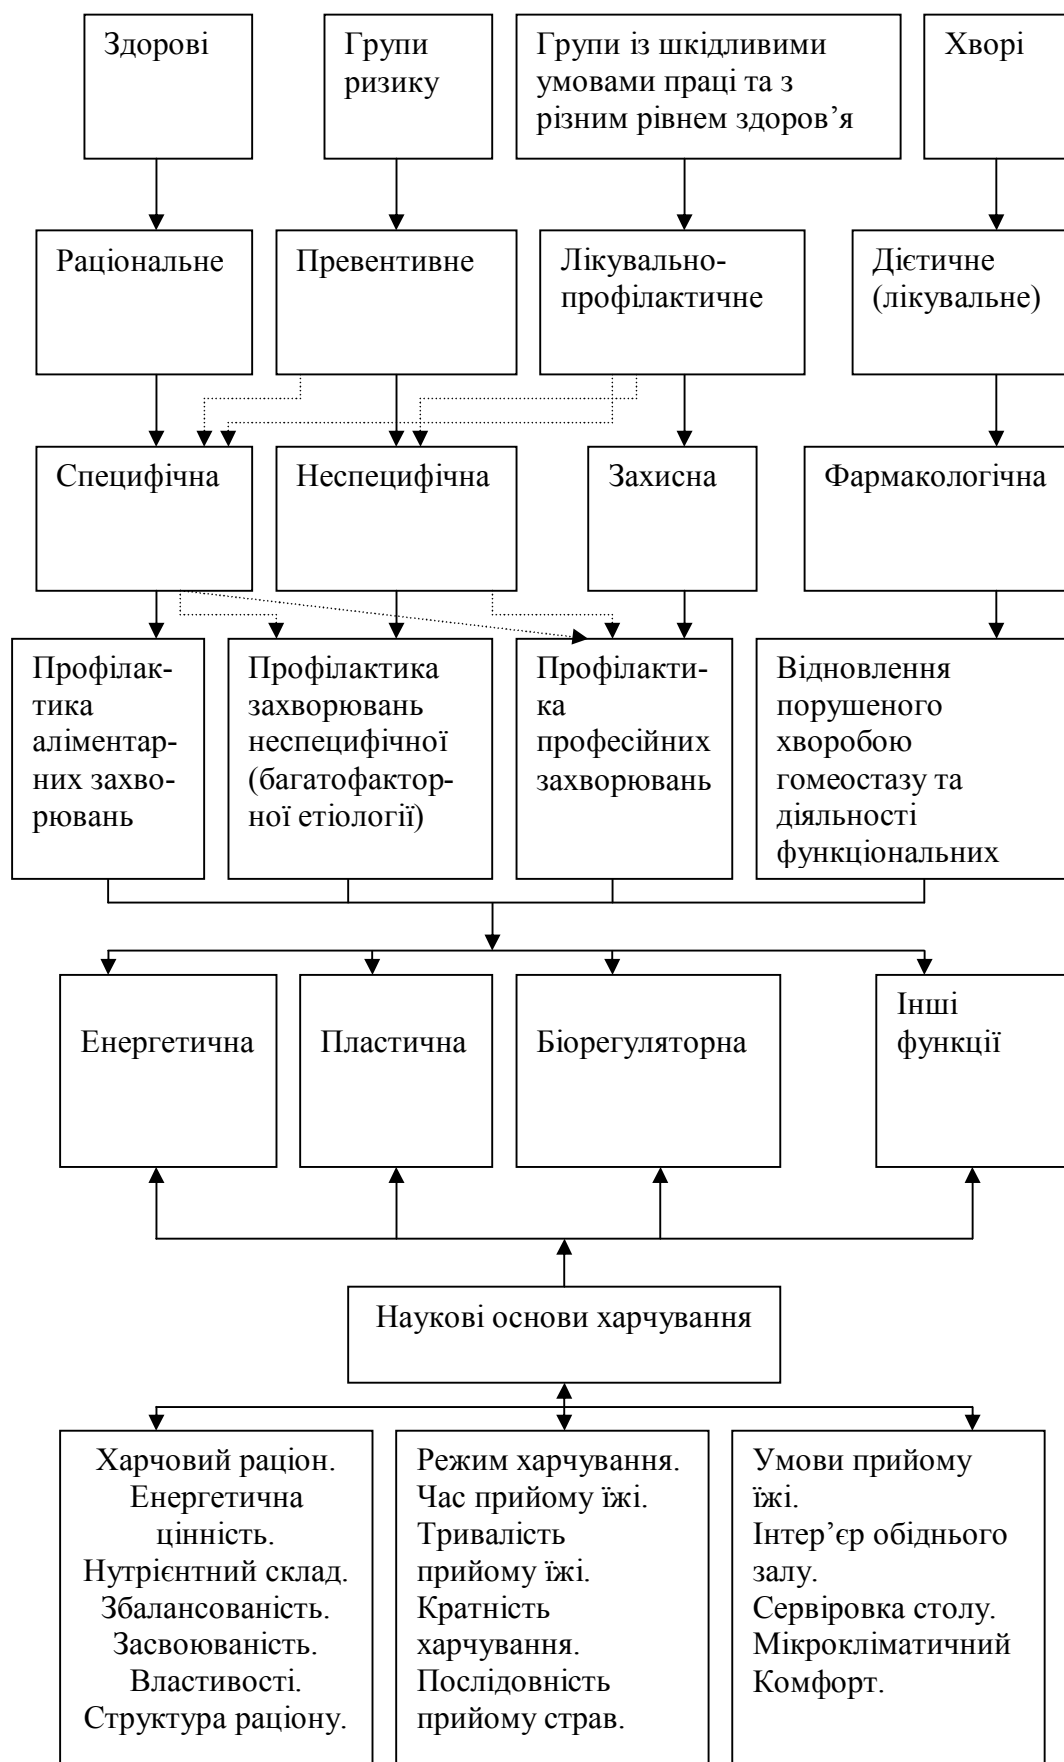 Здорові
Групи
ризику
Групи із шкідливими
умовами праці та з
різним рівнем здоров’я
Хворі
Раціональне
Превентивне
Лікувально-
профілактичне
Дієтичне
(лікувальне)
Специфічна
Неспецифічна
Захисна
Фармакологічна
Профілак-
тика
аліментар-
них захво-
рювань
Профілактика
захворювань
неспецифічної
(багатофактор-
ної етіології)
Профілакти-
ка
професійних
захворювань
Відновлення
порушеного
хворобою
гомеостазу та
діяльності
функціональних
Енергетична
Пластична
Біорегуляторна
Інші
функції
Наукові основи харчування
Харчовий раціон.
Енергетична
цінність.
Нутрієнтний склад.
Збалансованість.
Засвоюваність.
Властивості.
Структура раціону.
Режим харчування.
Час прийому їжі.
Тривалість
прийому їжі.
Кратність
харчування.
Послідовність
прийому страв.
Умови прийому
їжі.
Інтер’єр обіднього
залу.
Сервіровка столу.
Мікрокліматичний
Комфорт.